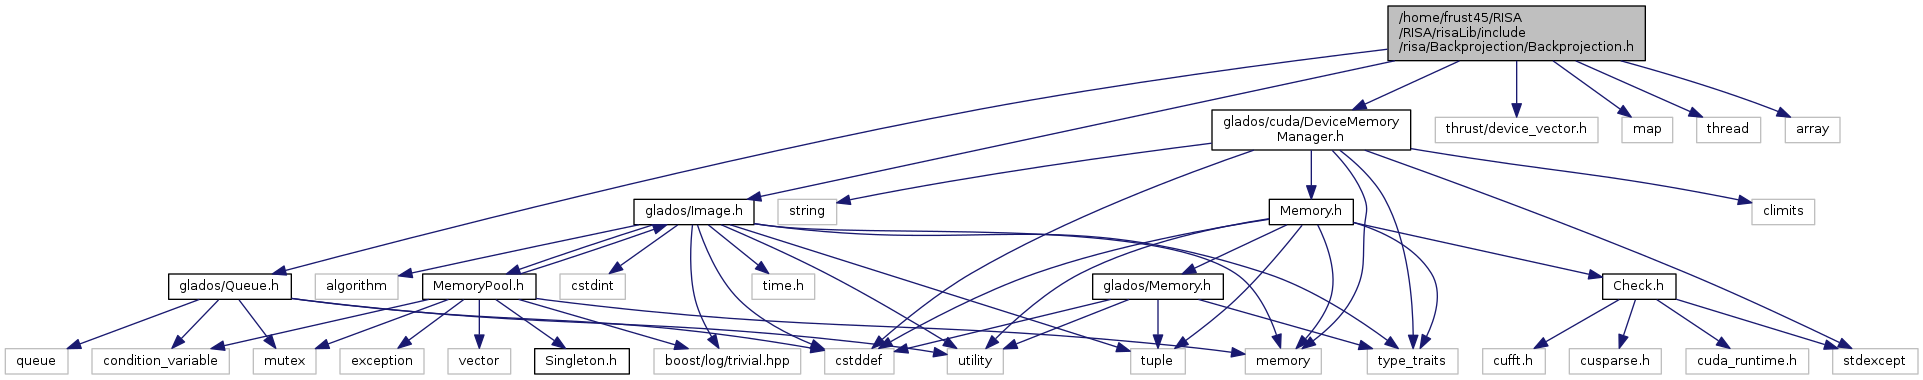 /home/frust45/RISA
/RISA/risaLib/include
/risa/Backprojection/Backprojection.h
glados/cuda/DeviceMemory
Manager.h
thrust/device_vector.h
map
thread
array
glados/Image.h
string
Memory.h
climits
glados/Queue.h
algorithm
MemoryPool.h
cstdint
time.h
glados/Memory.h
Check.h
queue
condition_variable
mutex
exception
vector
Singleton.h
boost/log/trivial.hpp
cstddef
utility
tuple
memory
type_traits
cufft.h
cusparse.h
cuda_runtime.h
stdexcept